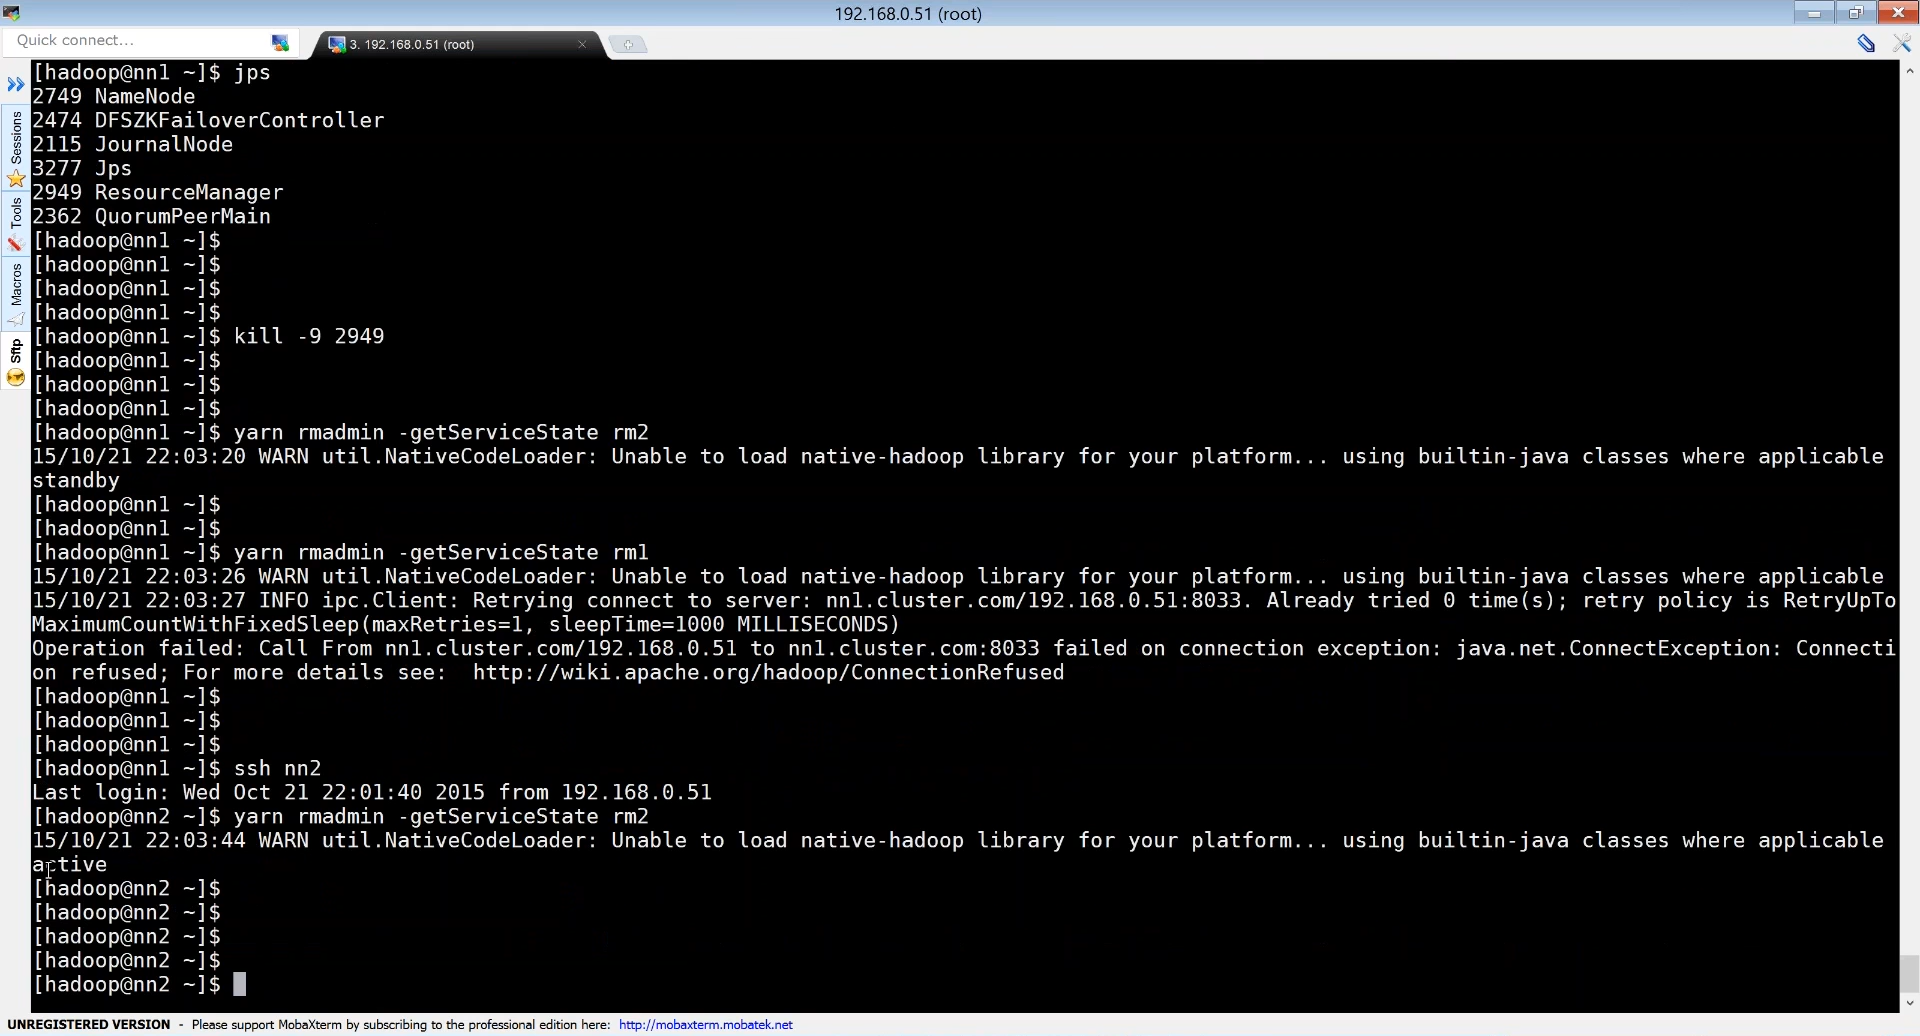 192.168.0.51 (root)
Quick connect...
3. 192.168.0.51 (root)
Sessions
Tools
Macros
Sftp
[hadoop@nn1 ~]$ jps
2749 NameNode
2474 DFSZKFailoverController
2115 JournalNode
3277 Jps
2949 ResourceManager
2362 QuorumPeerMain
[hadoop@nn1 ~]$
[hadoop@nn1 ~]$
[hadoop@nn1 ~]$
[hadoop@nn1 ~]$
[hadoop@nn1 ~]$ kill -9 2949
[hadoop@nn1 ~]$
[hadoop@nn1 ~]$
[hadoop@nn1 ~]$
[hadoop@nn1 ~]$ yarn rmadmin -getServiceState rm2
15/10/21 22:03:20 WARN util.NativeCodeLoader: Unable to load native-hadoop library for your platform... using builtin-java classes where applicable
standby
[hadoop@nn1 ~]$
[hadoop@nn1 ~]$
[hadoop@nn1 ~]$ yarn rmadmin -getServiceState rm1
15/10/21 22:03:26 WARN util.NativeCodeLoader: Unable to load native-hadoop library for your platform... using builtin-java classes where applicable
15/10/21 22:03:27 INFO ipc.Client: Retrying connect to server: nn1.cluster.com/192.168.0.51:8033. Already tried 0 time(s); retry policy is RetryUpTo
MaximumCountWithFixedSleep(maxRetries=1, sleepTime=1000 MILLISECONDS)
Operation failed: Call From nn1.cluster.com/192.168.0.51 to nn1.cluster.com:8033 failed on connection exception: java.net.ConnectException: Connecti
on refused; For more details see:  http://wiki.apache.org/hadoop/ConnectionRefused
[hadoop@nn1 ~]$
[hadoop@nn1 ~]$
[hadoop@nn1 ~]$
[hadoop@nn1 ~]$ ssh nn2
Last login: Wed Oct 21 22:01:40 2015 from 192.168.0.51
[hadoop@nn2 ~]$ yarn rmadmin -getServiceState rm2
15/10/21 22:03:44 WARN util.NativeCodeLoader: Unable to load native-hadoop library for your platform... using builtin-java classes where applicable
active
[hadoop@nn2 ~]$
[hadoop@nn2 ~]$
[hadoop@nn2 ~]$
[hadoop@nn2 ~]$
[hadoop@nn2 ~]$
UNREGISTERED VERSION - Please support MobaXterm by subscribing to the professional edition here: http://mobaxterm.mobatek.net